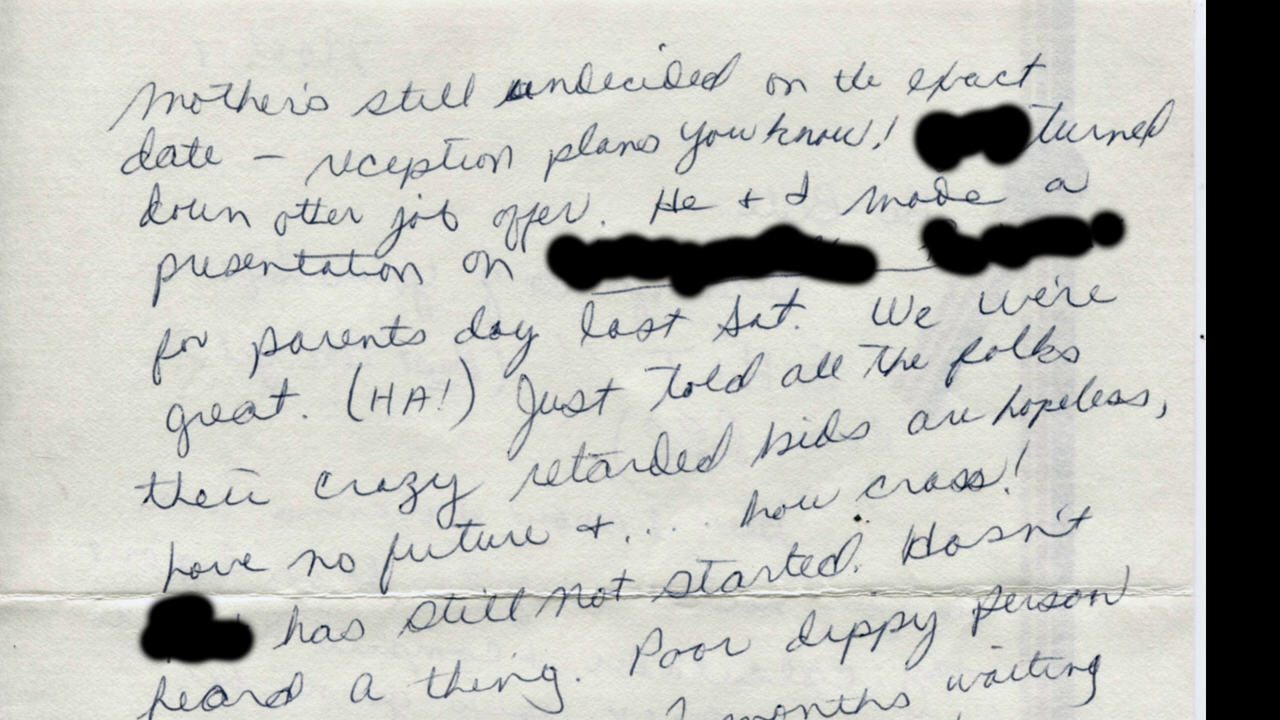 Mother's still undecided on the exact
date – reception plans you know! turned
down other job offer. He + I made a
presentation on
for parents day last Sat. We were
great. (HA!) Just told all the folks
their crazy retarded kids are hopeless,
have no future + .... how crass!
has still not started. Hasn't
heard a thing. Poor dippy person
months, waiting